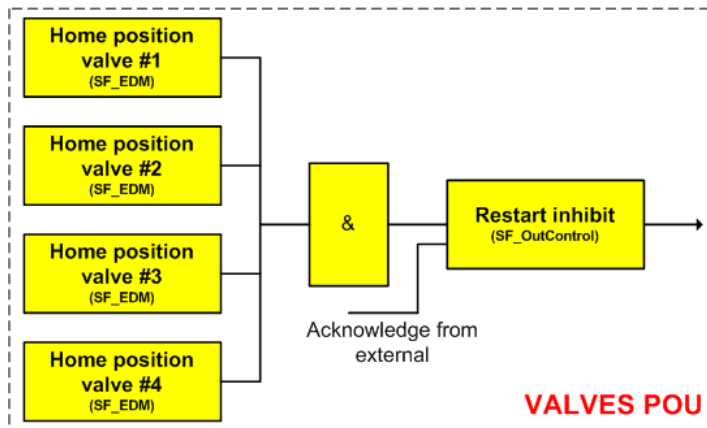 Home position
valve #1
(SF_EDM)
Home position
valve #2
(SF_EDM)
Home position
valve #3
(SF_EDM)
Home position
valve #4
(SF_EDM)
&
Restart inhibit
(SF_OutControl)
Acknowledge from
external
VALVES POU